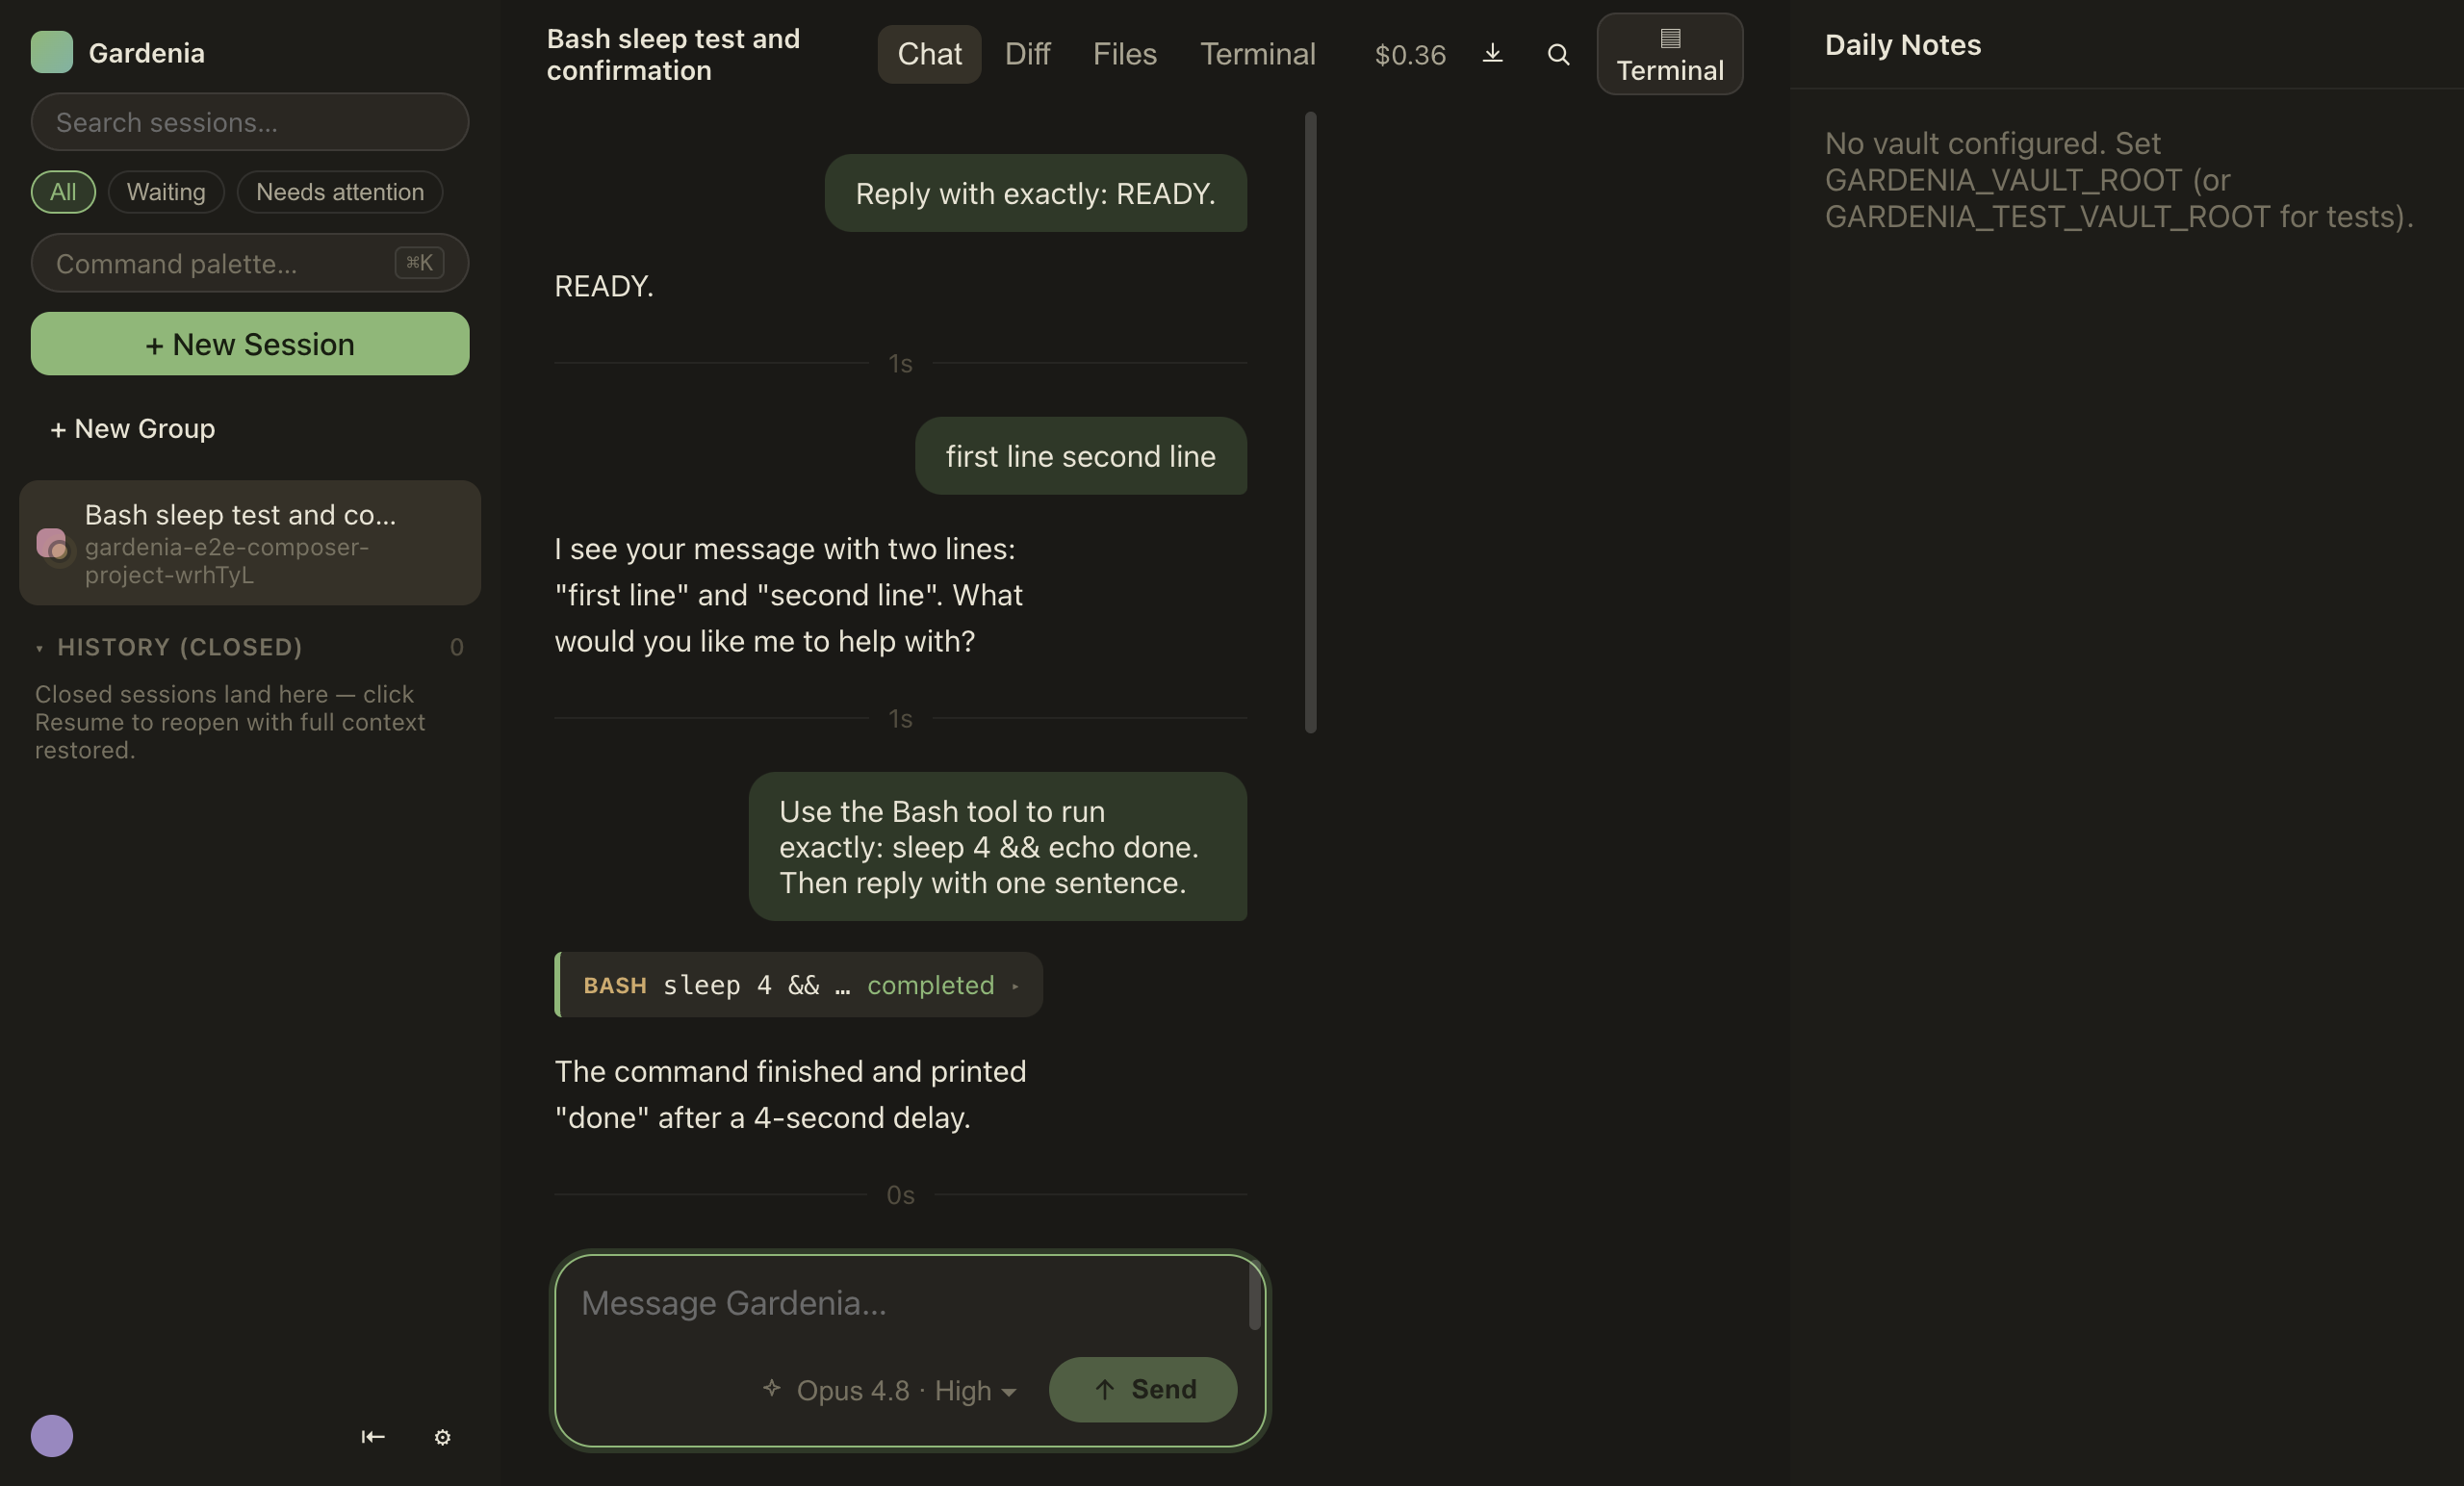 Gardenia
Search sessions...
All
Waiting
Needs attention
Command palette...
⌘K
+ New Session
+ New Group
Bash sleep test and co...
gardenia-e2e-composer-
project-wrhTyL
HISTORY (CLOSED)
0
Closed sessions land here — click
Resume to reopen with full context
restored.
Bash sleep test and
confirmation
Chat
Diff
Files
Terminal
$0.36
Terminal
Reply with exactly: READY.
READY.
1s
first line second line
I see your message with two lines:
"first line" and "second line". What
would you like me to help with?
1s
Use the Bash tool to run
exactly: sleep 4 && echo done.
Then reply with one sentence.
BASH sleep 4 && … completed
The command finished and printed
"done" after a 4-second delay.
0s
Message Gardenia...
Opus 4.8 · High
Send
Daily Notes
No vault configured. Set
GARDENIA_VAULT_ROOT (or
GARDENIA_TEST_VAULT_ROOT for tests).